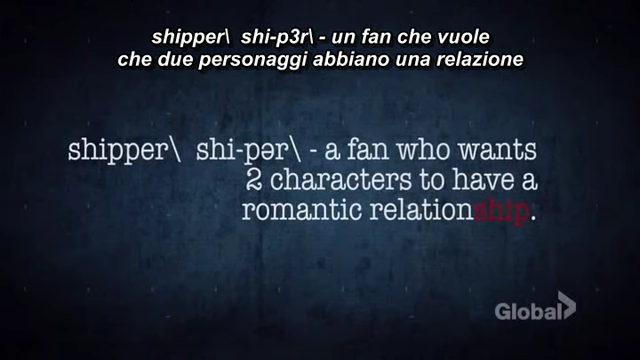 shipper\ shi-p3r\ - un fan che vuole
che due personaggi abbiano una relazione
shipper\ shi-pər\ - a fan who wants
2 characters to have a
romantic relationship.
Global